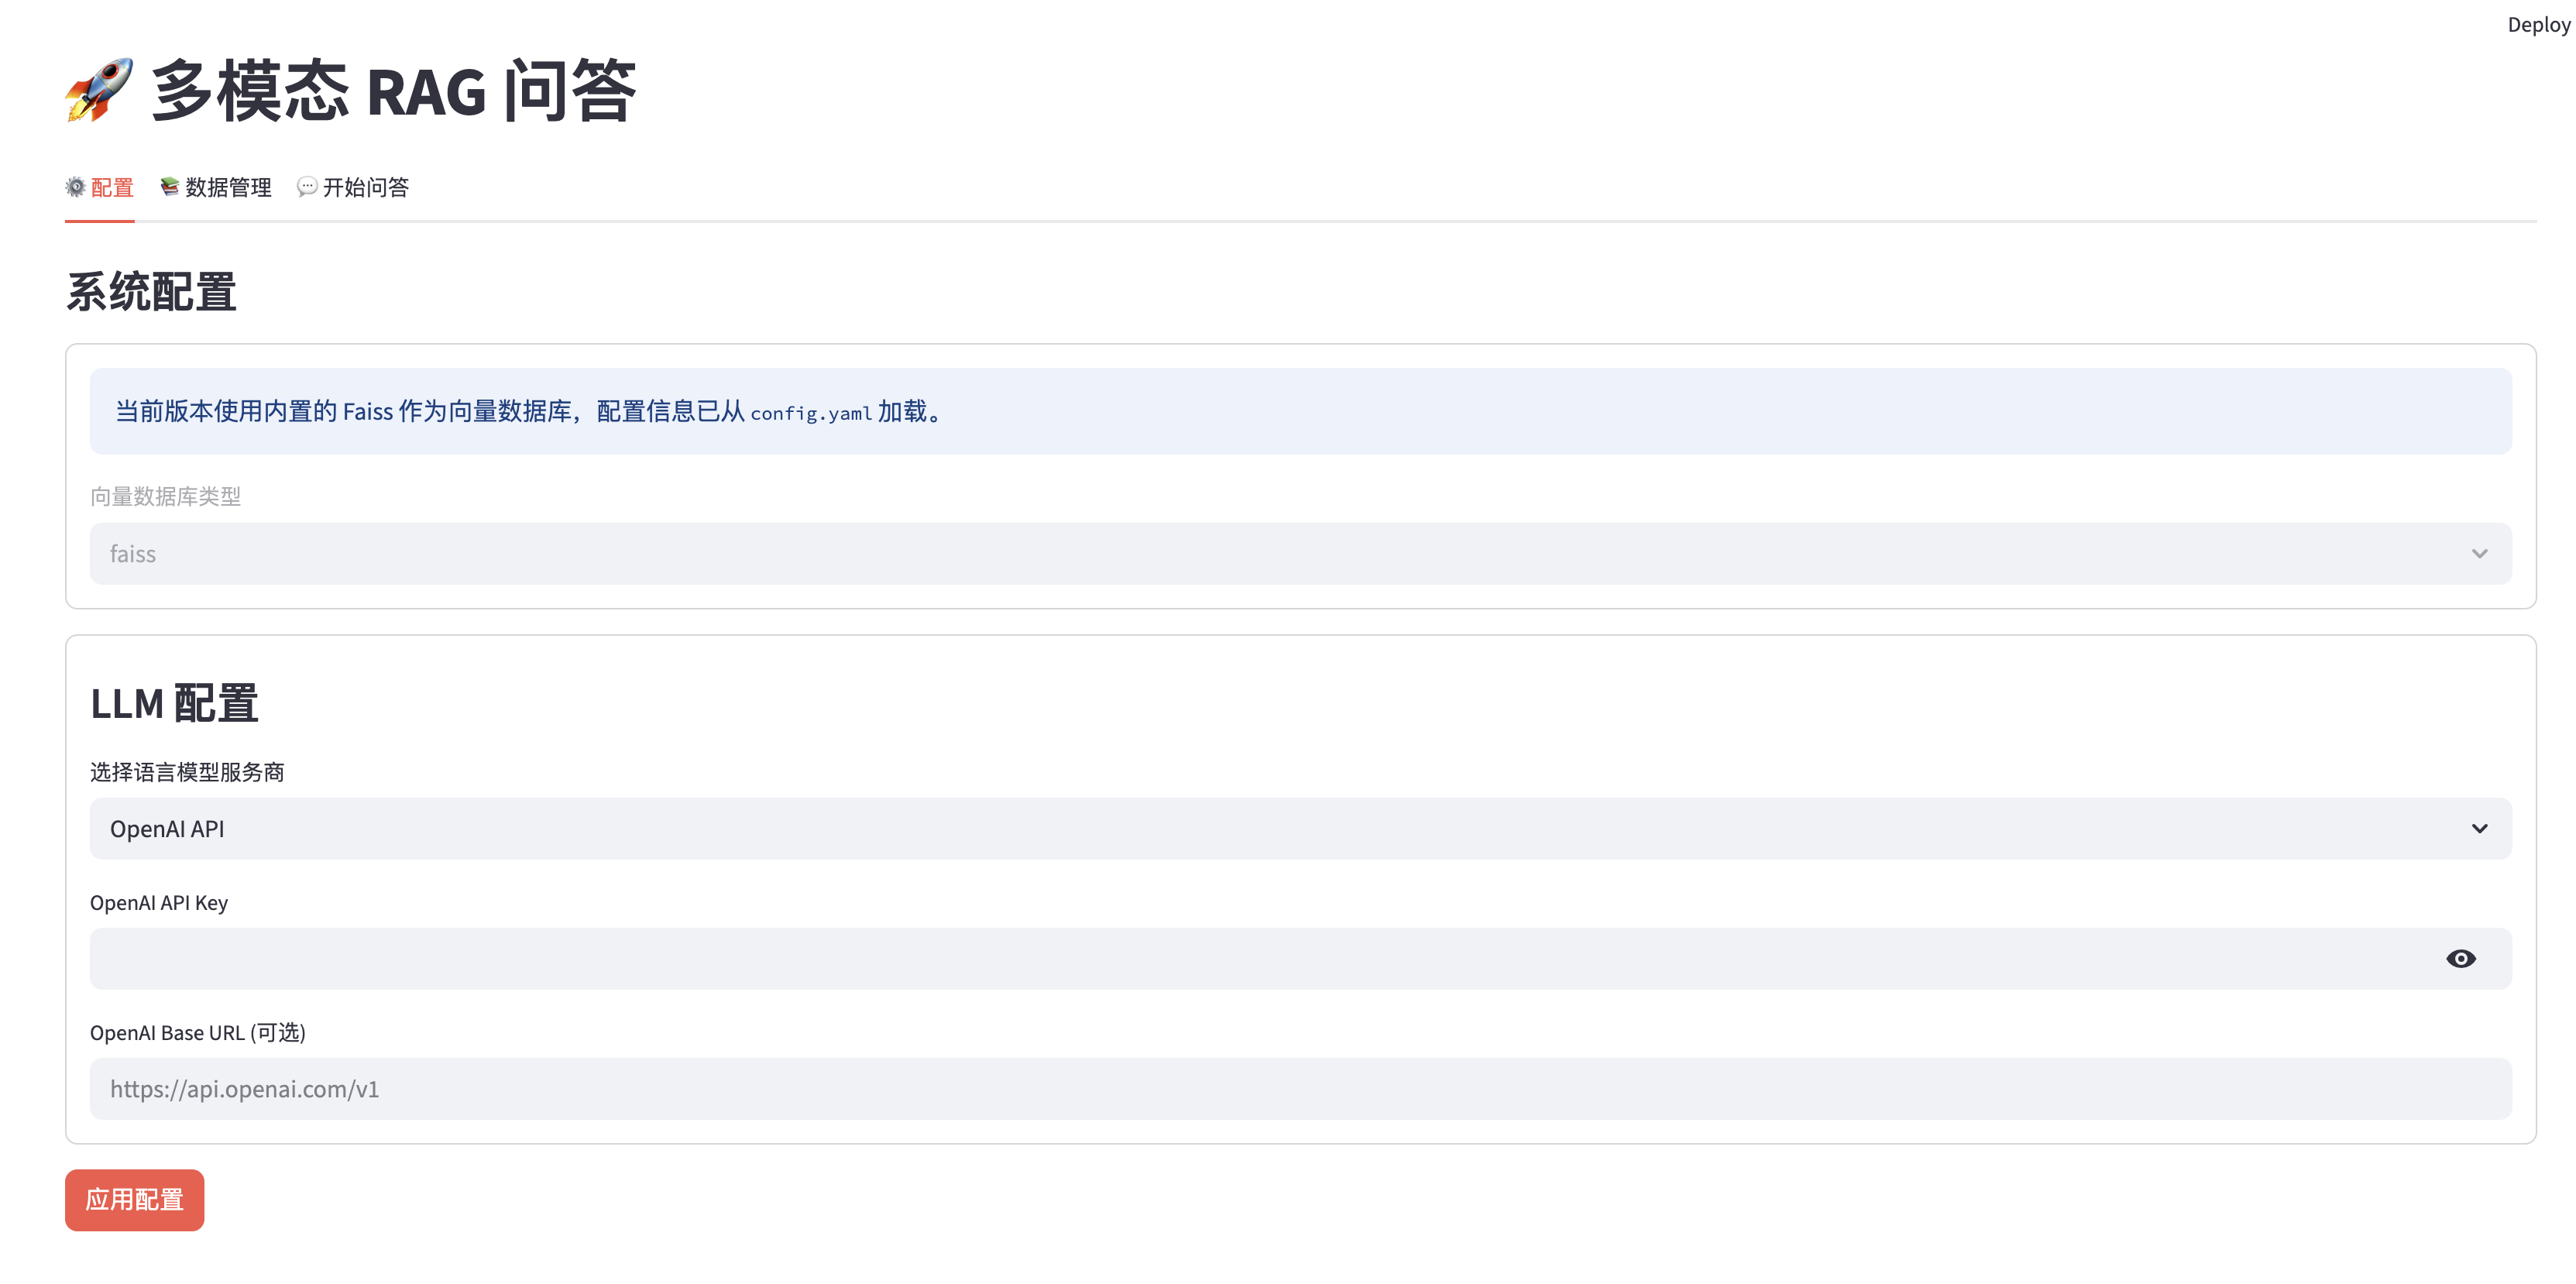 Deploy
🚀 多模态 RAG 问答
⚙️ 配置 📚 数据管理 💬 开始问答
系统配置
当前版本使用内置的 Faiss 作为向量数据库，配置信息已从 config.yaml 加载。
向量数据库类型
faiss
LLM 配置
选择语言模型服务商
OpenAI API
OpenAI API Key
OpenAI Base URL (可选)
https://api.openai.com/v1
应用配置